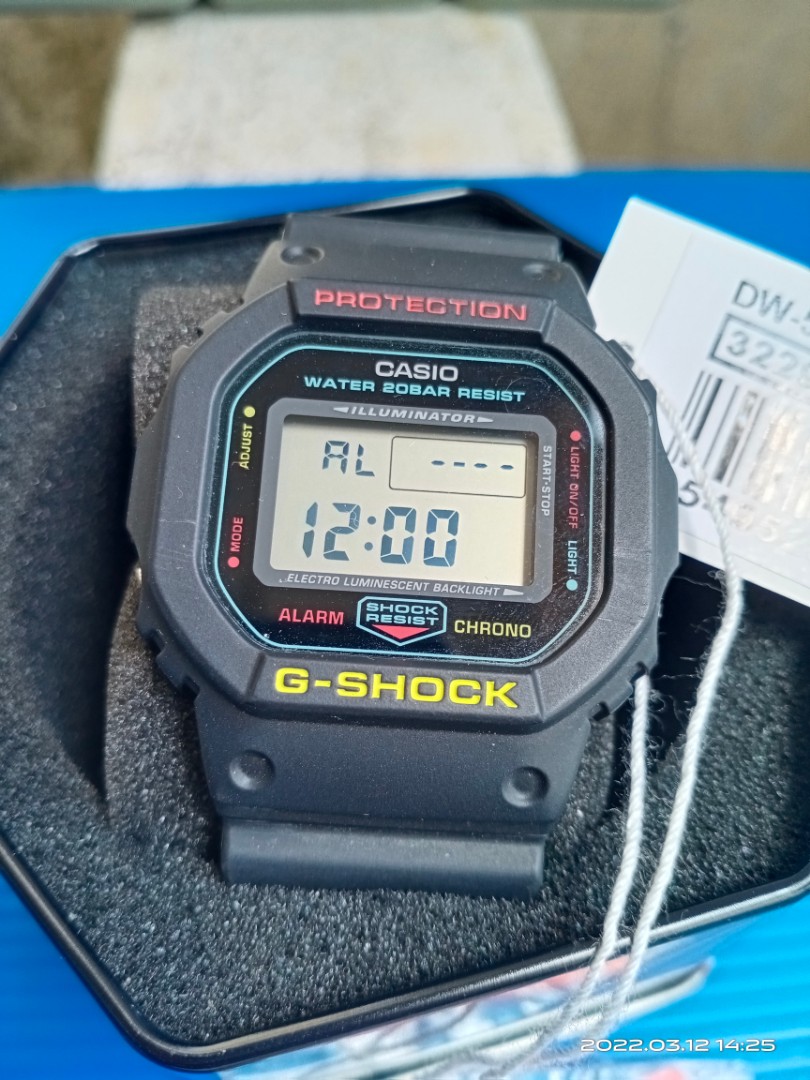 PROTECTION
CASIO
WATER 20BAR RESIST
ILLUMINATOR
ADJUST
MODE
START-STOP
LIGHT ON/OFF
LIGHT
AL ----
12:00
ELECTRO LUMINESCENT BACKLIGHT
ALARM
SHOCK
RESIST
CHRONO
G-SHOCK
DW-
322
2022.03.12 14:25